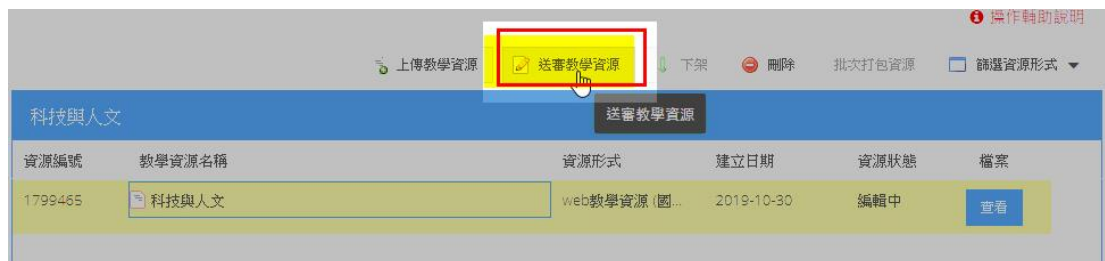 操作輔助說明
上傳教學資源 送審教學資源 下架 刪除 批次打包資源 篩選資源形式
科技與人文 送審教學資源
資源編號 教學資源名稱 資源形式 建立日期 資源狀態 檔案
1799465 科技與人文 web教學資源 (國... 2019-10-30 編輯中 查看